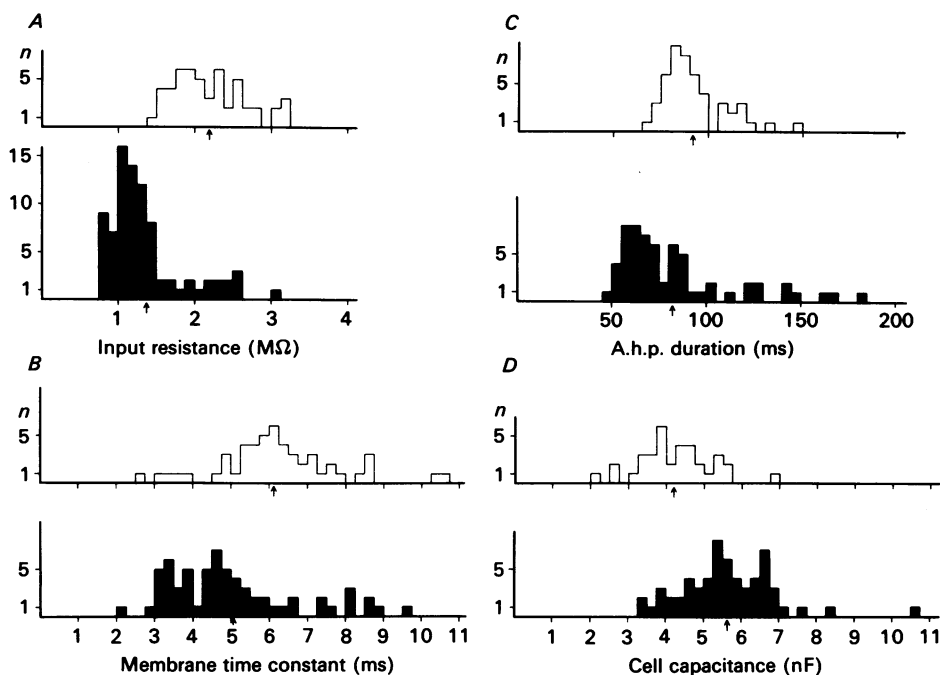 A
n
5
1
15
10
5
1
1 2 3 4
Input resistance (MΩ)
C
n
5
1
5
1
50 100 150 200
A.h.p. duration (ms)
B
n
5
1
5
1
1 2 3 4 5 6 7 8 9 10 11
Membrane time constant (ms)
D
n
5
1
5
1
1 2 3 4 5 6 7 8 9 10 11
Cell capacitance (nF)